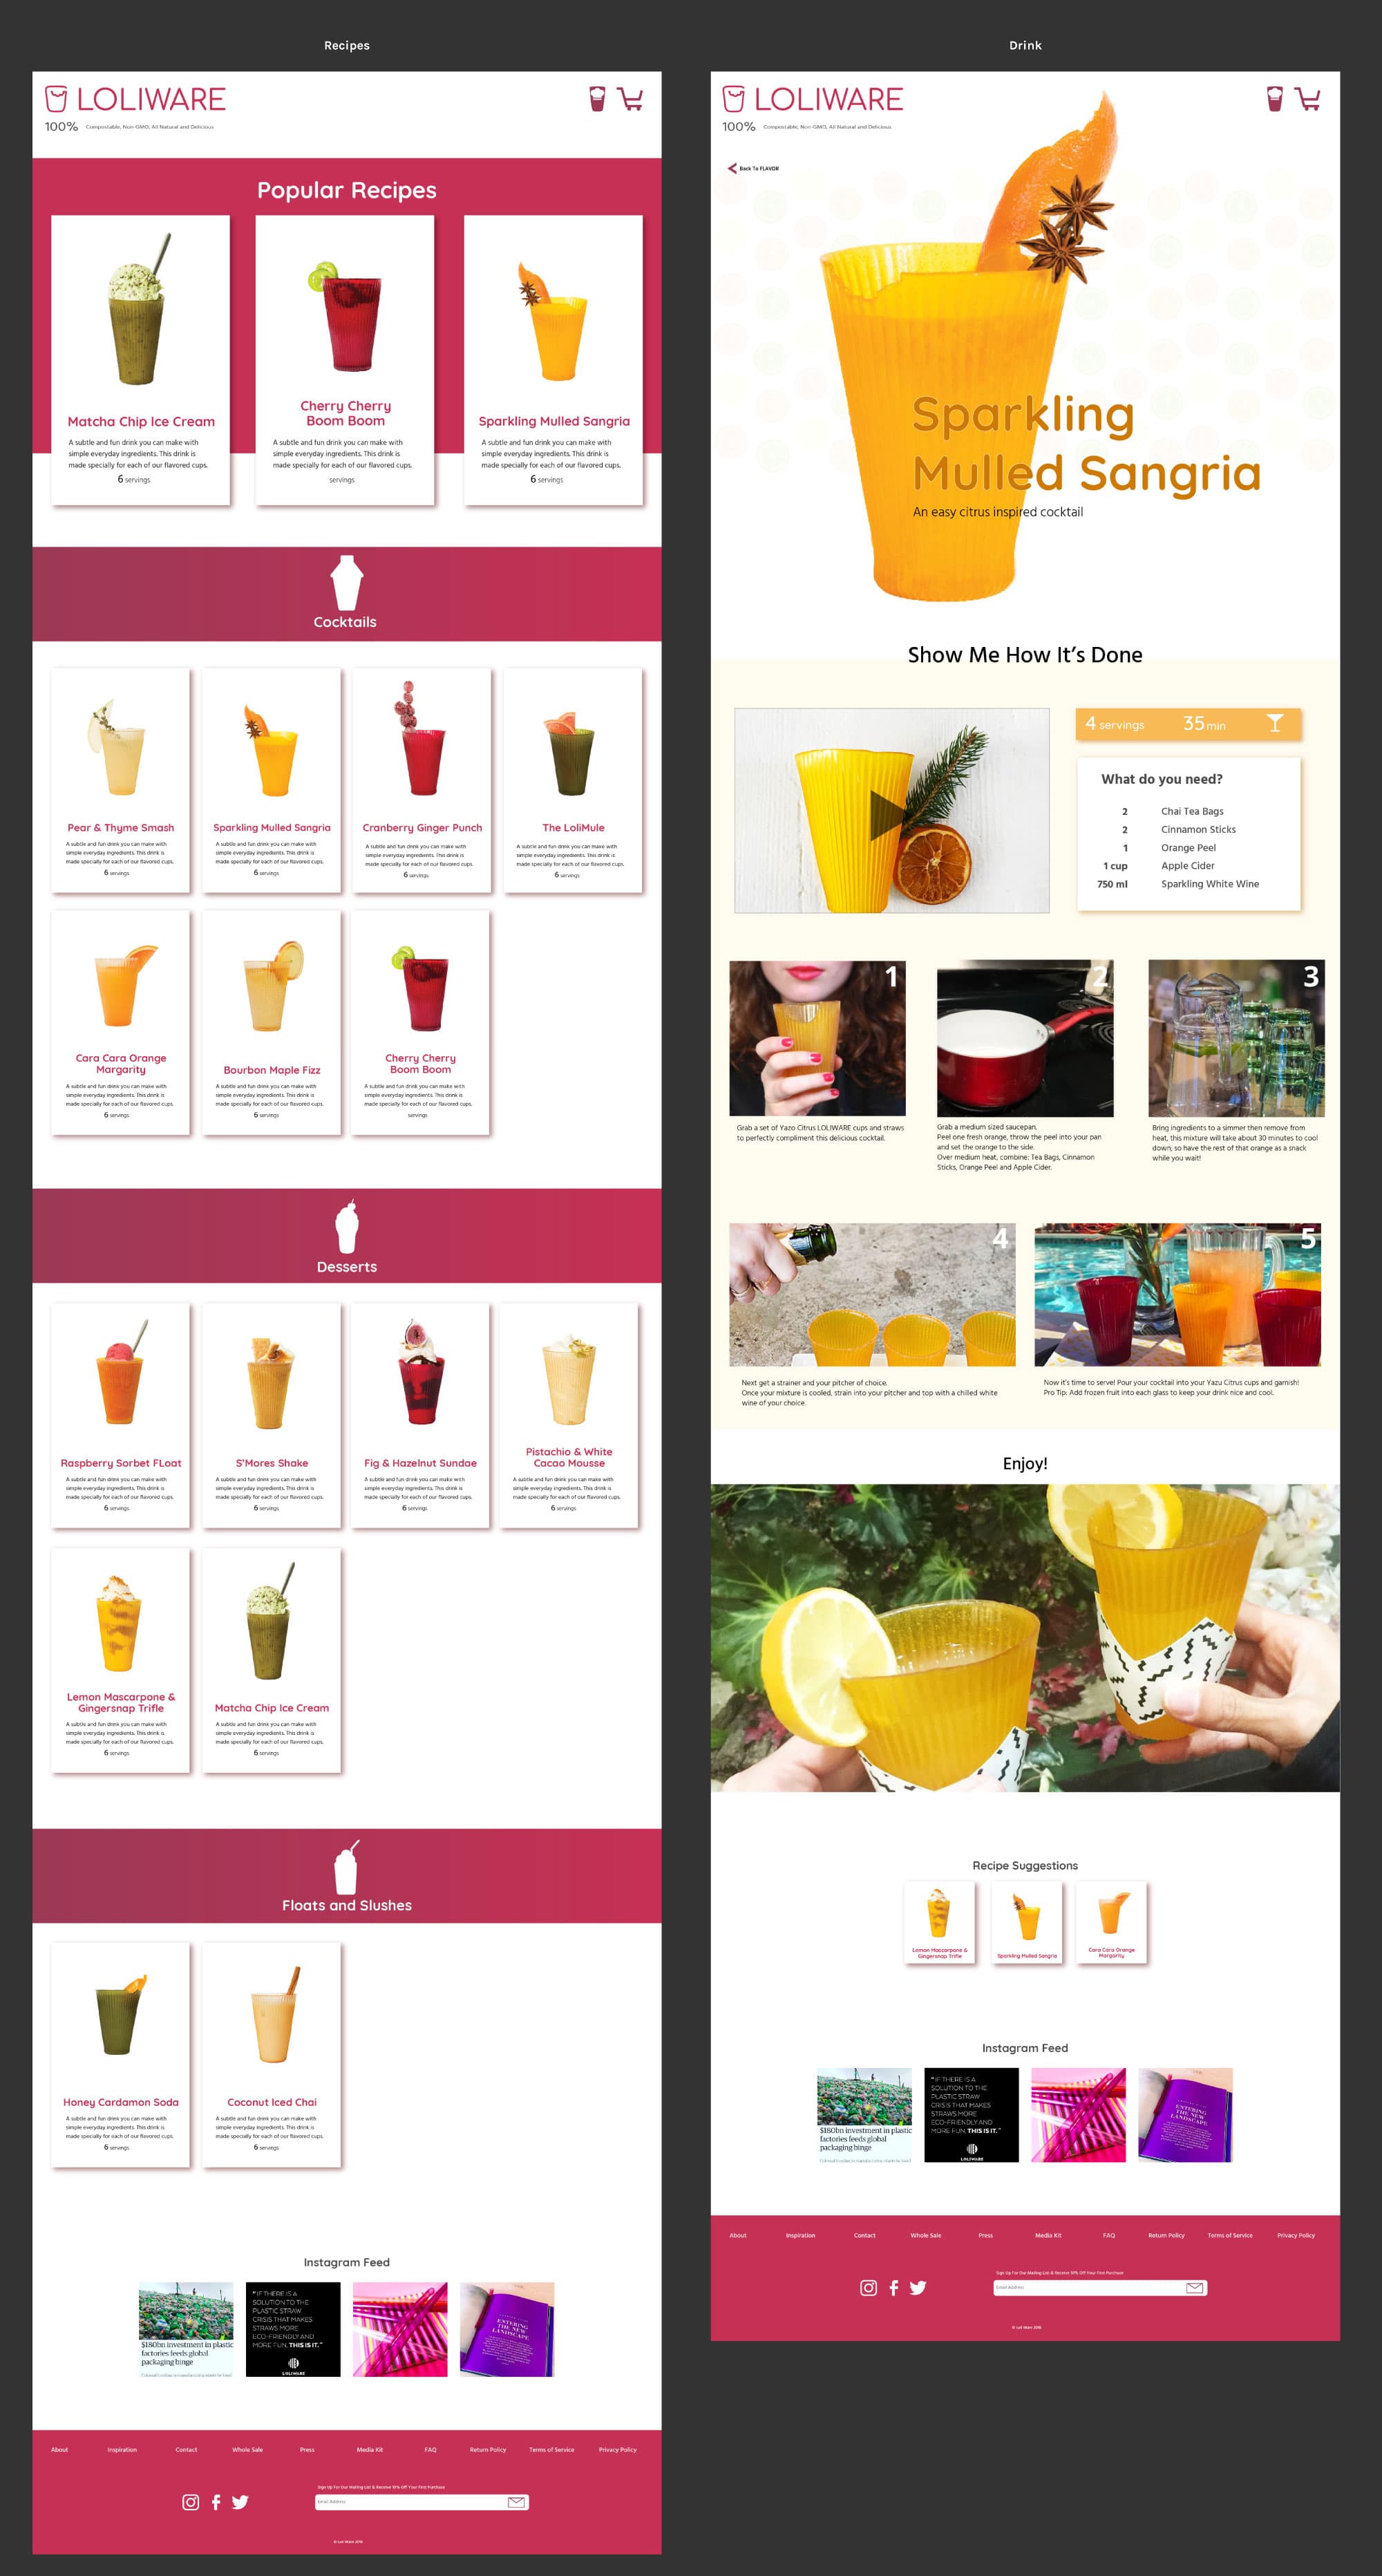 Recipes
LOLIWARE
100% Compostable, Non-GMO, All Natural and Delicious
Popular Recipes
Matcha Chip Ice Cream
A subtle and fun drink you can make with
simple everyday ingredients. This drink is
made specially for each of our flavored cups.
6 servings
Cherry Cherry
Boom Boom
A subtle and fun drink you can make with
simple everyday ingredients. This drink is
made specially for each of our flavored cups.
servings
Sparkling Mulled Sangria
A subtle and fun drink you can make with
simple everyday ingredients. This drink is
made specially for each of our flavored cups.
6 servings
Cocktails
Pear & Thyme Smash
A subtle and fun drink you can make with
simple everyday ingredients. This drink is
made specially for each of our flavored cups.
6 servings
Sparkling Mulled Sangria
A subtle and fun drink you can make with
simple everyday ingredients. This drink is
made specially for each of our flavored cups.
6 servings
Cranberry Ginger Punch
A subtle and fun drink you can make with
simple everyday ingredients. This drink is
made specially for each of our flavored cups.
6 servings
The LoliMule
A subtle and fun drink you can make with
simple everyday ingredients. This drink is
made specially for each of our flavored cups.
6 servings
Cara Cara Orange
Margarity
A subtle and fun drink you can make with
simple everyday ingredients. This drink is
made specially for each of our flavored cups.
6 servings
Bourbon Maple Fizz
A subtle and fun drink you can make with
simple everyday ingredients. This drink is
made specially for each of our flavored cups.
6 servings
Cherry Cherry
Boom Boom
A subtle and fun drink you can make with
simple everyday ingredients. This drink is
made specially for each of our flavored cups.
servings
Desserts
Raspberry Sorbet FLoat
A subtle and fun drink you can make with
simple everyday ingredients. This drink is
made specially for each of our flavored cups.
6 servings
S'Mores Shake
A subtle and fun drink you can make with
simple everyday ingredients. This drink is
made specially for each of our flavored cups.
6 servings
Fig & Hazelnut Sundae
A subtle and fun drink you can make with
simple everyday ingredients. This drink is
made specially for each of our flavored cups.
6 servings
Pistachio & White
Cacao Mousse
A subtle and fun drink you can make with
simple everyday ingredients. This drink is
made specially for each of our flavored cups.
6 servings
Lemon Mascarpone &
Gingersnap Trifle
A subtle and fun drink you can make with
simple everyday ingredients. This drink is
made specially for each of our flavored cups.
6 servings
Matcha Chip Ice Cream
A subtle and fun drink you can make with
simple everyday ingredients. This drink is
made specially for each of our flavored cups.
6 servings
Floats and Slushes
Honey Cardamon Soda
A subtle and fun drink you can make with
simple everyday ingredients. This drink is
made specially for each of our flavored cups.
6 servings
Coconut Iced Chai
A subtle and fun drink you can make with
simple everyday ingredients. This drink is
made specially for each of our flavored cups.
6 servings
Instagram Feed
$180bn investment in plastic
factories feeds global
packaging binge
"IF THERE IS A
SOLUTION TO THE
PLASTIC STRAW
CRISIS THAT MAKES
STRAWS MORE
ECO-FRIENDLY AND
MORE FUN, THIS IS IT."
LOLIWARE
ENTERING
THE NEW
LANDSCAPE
About Inspiration Contact Whole Sale Press Media Kit FAQ Return Policy Terms of Service Privacy Policy
Sign Up For Our Mailing List & Receive 10% Off Your First Purchase
Email Address
© Loli Ware 2018
Drink
LOLIWARE
100% Compostable, Non-GMO, All Natural and Delicious
Back To FLAVOR
Sparkling
Mulled Sangria
An easy citrus inspired cocktail
Show Me How It's Done
4 servings 35 min
What do you need?
2 Chai Tea Bags
2 Cinnamon Sticks
1 Orange Peel
1 cup Apple Cider
750 ml Sparkling White Wine
1
Grab a set of Yazo Citrus LOLIWARE cups and straws
to perfectly compliment this delicious cocktail.
2
Grab a medium sized saucepan.
Peel one fresh orange, throw the peel into your pan
and set the orange to the side.
Over medium heat, combine: Tea Bags, Cinnamon
Sticks, Orange Peel and Apple Cider.
3
Bring ingredients to a simmer then remove from
heat, this mixture will take about 30 minutes to cool
down; so have the rest of that orange as a snack
while you wait!
4
Next get a strainer and your pitcher of choice.
Once your mixture is cooled, strain into your pitcher and top with a chilled white
wine of your choice.
5
Now it's time to serve! Pour your cocktail into your Yazu Citrus cups and garnish!
Pro Tip: Add frozen fruit into each glass to keep your drink nice and cool.
Enjoy!
Recipe Suggestions
Lemon Mascarpone &
Gingersnap Trifle
Sparkling Mulled Sangria
Cara Cara Orange
Margarity
Instagram Feed
$180bn investment in plastic
factories feeds global
packaging binge
"IF THERE IS A
SOLUTION TO THE
PLASTIC STRAW
CRISIS THAT MAKES
STRAWS MORE
ECO-FRIENDLY AND
MORE FUN, THIS IS IT."
LOLIWARE
ENTERING
THE NEW
LANDSCAPE
About Inspiration Contact Whole Sale Press Media Kit FAQ Return Policy Terms of Service Privacy Policy
Sign Up For Our Mailing List & Receive 10% Off Your First Purchase
Email Address
© Loli Ware 2018